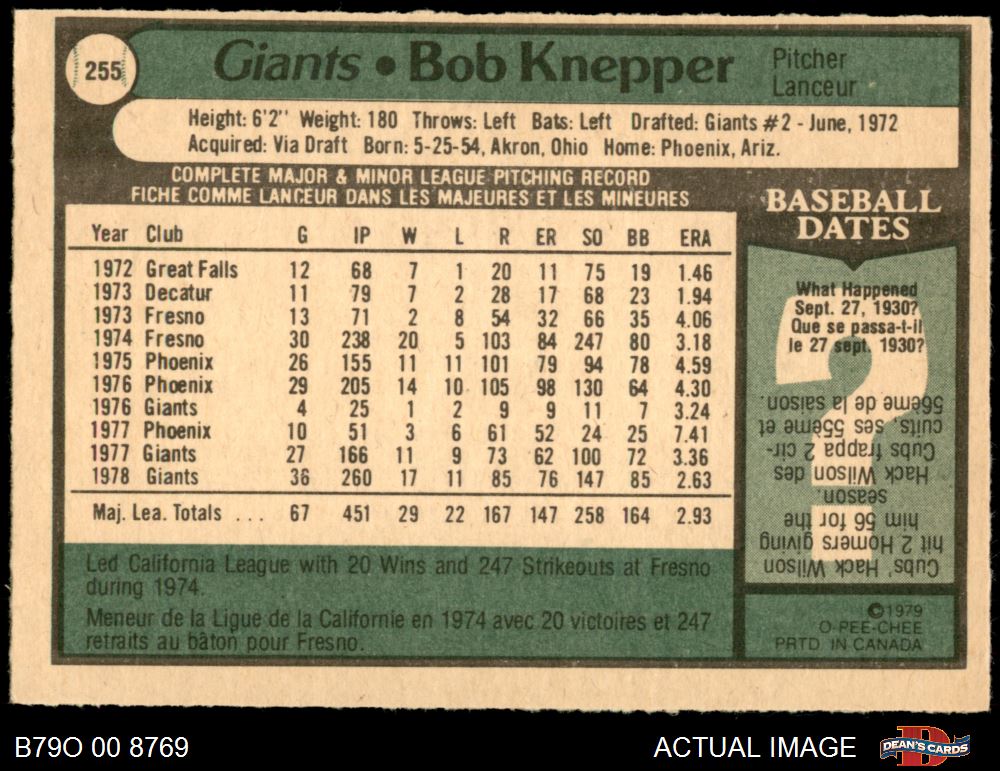 255
Giants • Bob Knepper
Pitcher
Lanceur
Height: 6'2" Weight: 180 Throws: Left Bats: Left Drafted: Giants #2 - June, 1972
Acquired: Via Draft Born: 5-25-54, Akron, Ohio Home: Phoenix, Ariz.
COMPLETE MAJOR & MINOR LEAGUE PITCHING RECORD
FICHE COMME LANCEUR DANS LES MAJEURES ET LES MINEURES
Year Club G IP W L R ER SO BB ERA
1972 Great Falls 12 68 7 1 20 11 75 19 1.46
1973 Decatur 11 79 7 2 28 17 68 23 1.94
1973 Fresno 13 71 2 8 54 32 66 35 4.06
1974 Fresno 30 238 20 5 103 84 247 80 3.18
1975 Phoenix 26 155 11 11 101 79 94 78 4.59
1976 Phoenix 29 205 14 10 105 98 130 64 4.30
1976 Giants 4 25 1 2 9 9 11 7 3.24
1977 Phoenix 10 51 3 6 61 52 24 25 7.41
1977 Giants 27 166 11 9 73 62 100 72 3.36
1978 Giants 36 260 17 11 85 76 147 85 2.63
Maj. Lea. Totals ... 67 451 29 22 167 147 258 164 2.93
Led California League with 20 Wins and 247 Strikeouts at Fresno
during 1974.
Meneur de la Ligue de la Californie en 1974 avec 20 victoires et 247
retraits au bâton pour Fresno.
BASEBALL
DATES
What Happened
Sept. 27, 1930?
Que se passa-t-il
le 27 sept. 1930?
Cubs' Hack Wilson
hit 2 Homers giving
him 56 for the
season.
Hack Wilson des
Cubs frappa 2 cir-
cuits, ses 55ème et
56ème de la saison.
©1979
O-PEE-CHEE
PRTD IN CANADA
B79O 00 8769
ACTUAL IMAGE
DEAN'S CARDS